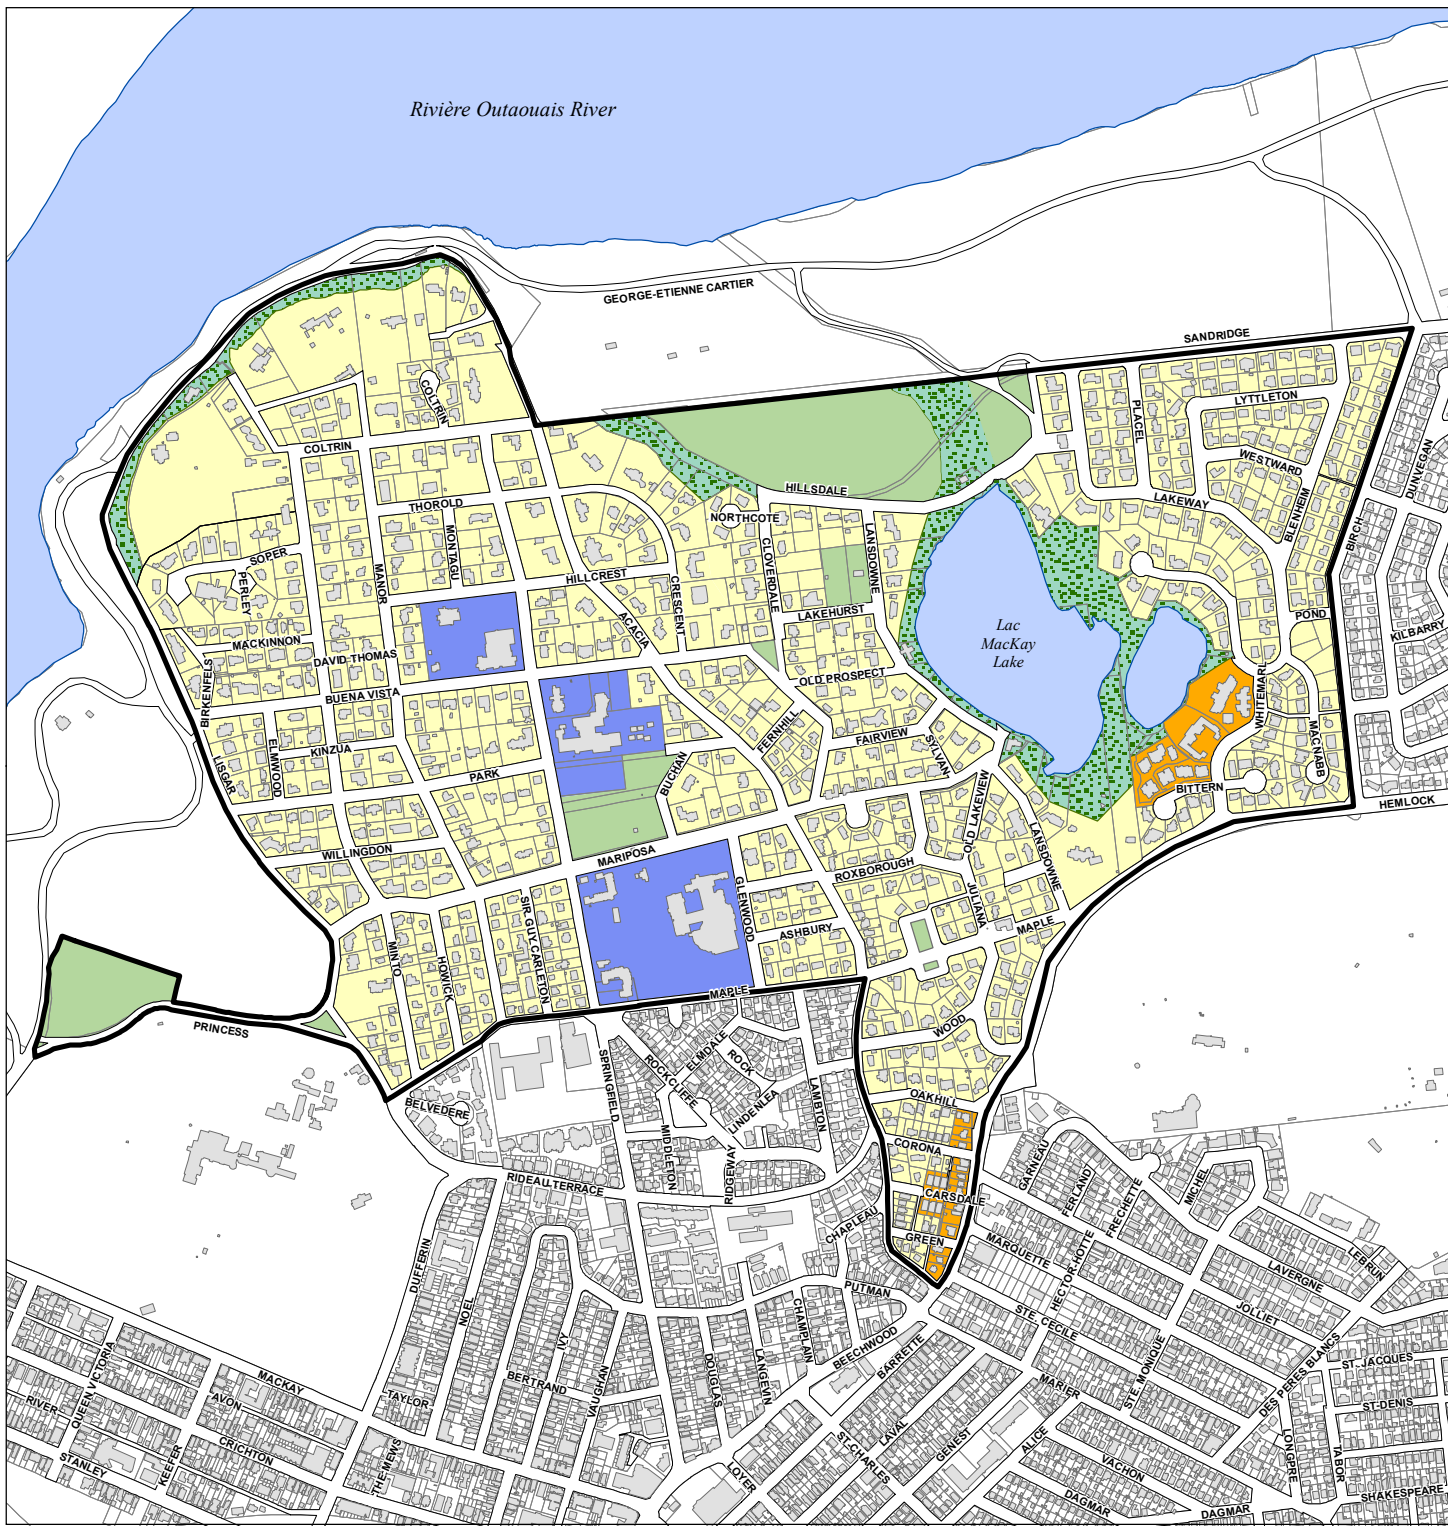 Rivière Outaouais River
GEORGE-ETIENNE CARTIER
SANDRIDGE
COLTRIN
PLACEL
LYTTLETON
DUNVEGAN
COLTRIN
WESTWARD
HILLSDALE
LAKEWAY
THOROLD
NORTHCOTE
BLENHEIM
BIRCH
MONTAGU
CLOVERDALE
LANSDOWNE
SOPER
PERLEY
MANOR
HILLCREST
CRESCENT
LAKEHURST
POND
ACACIA
Lac
MacKay
Lake
KILBARRY
MACKINNON
DAVID THOMAS
BIRKENFELS
BUENA VISTA
OLD PROSPECT
WHITEMARL
ELMWOOD
KINZUA
FERNHILL
FAIRVIEW
SYLVAN
MACNABB
LISGAR
PARK
BUCHAN
BITTERN
HEMLOCK
OLD LAKEVIEW
WILLINGDON
MARIPOSA
ROXBOROUGH
LANSDOWNE
GLENWOOD
JULIANA
SIR GUY CARLETON
ASHBURY
MAPLE
MINTO
HOWICK
MAPLE
PRINCESS
WOOD
ELMDALE
ROCK
ROCKCLIFFE
SPRINGFIELD
LAMBTON
OAKHILL
BELVEDERE
LINDENLEA
MIDDLETON
CORONA
GARNEAU
RIDEAU TERRACE
RIDGEWAY
CARSDALE
FERLAND
FRECHETTE
MICHEL
CHAPLEAU
GREEN
MARQUETTE
HECTOR-HOTTE
LEBRUN
DUFFERIN
LAVERGNE
NOEL
PUTMAN
JOLLIET
IVY
CHAMPLAIN
STE. CECILE
QUEEN VICTORIA
BEECHWOOD
BARRETTE
STE. MONIQUE
DES PERES BLANCS
ST-JACQUES
MACKAY
BERTRAND
VAUGHAN
DOUGLAS
LANGEVIN
MARIER
RIVER
AVON
TAYLOR
ST-DENIS
LAVAL
CRICHTON
GENEST
ALICE
STANLEY
KEEFER
THE MEWS
ST-CHARLES
LOYER
VACHON
LONGPRE
TABOR
SHAKESPEARE
DAGMAR
DAGMAR